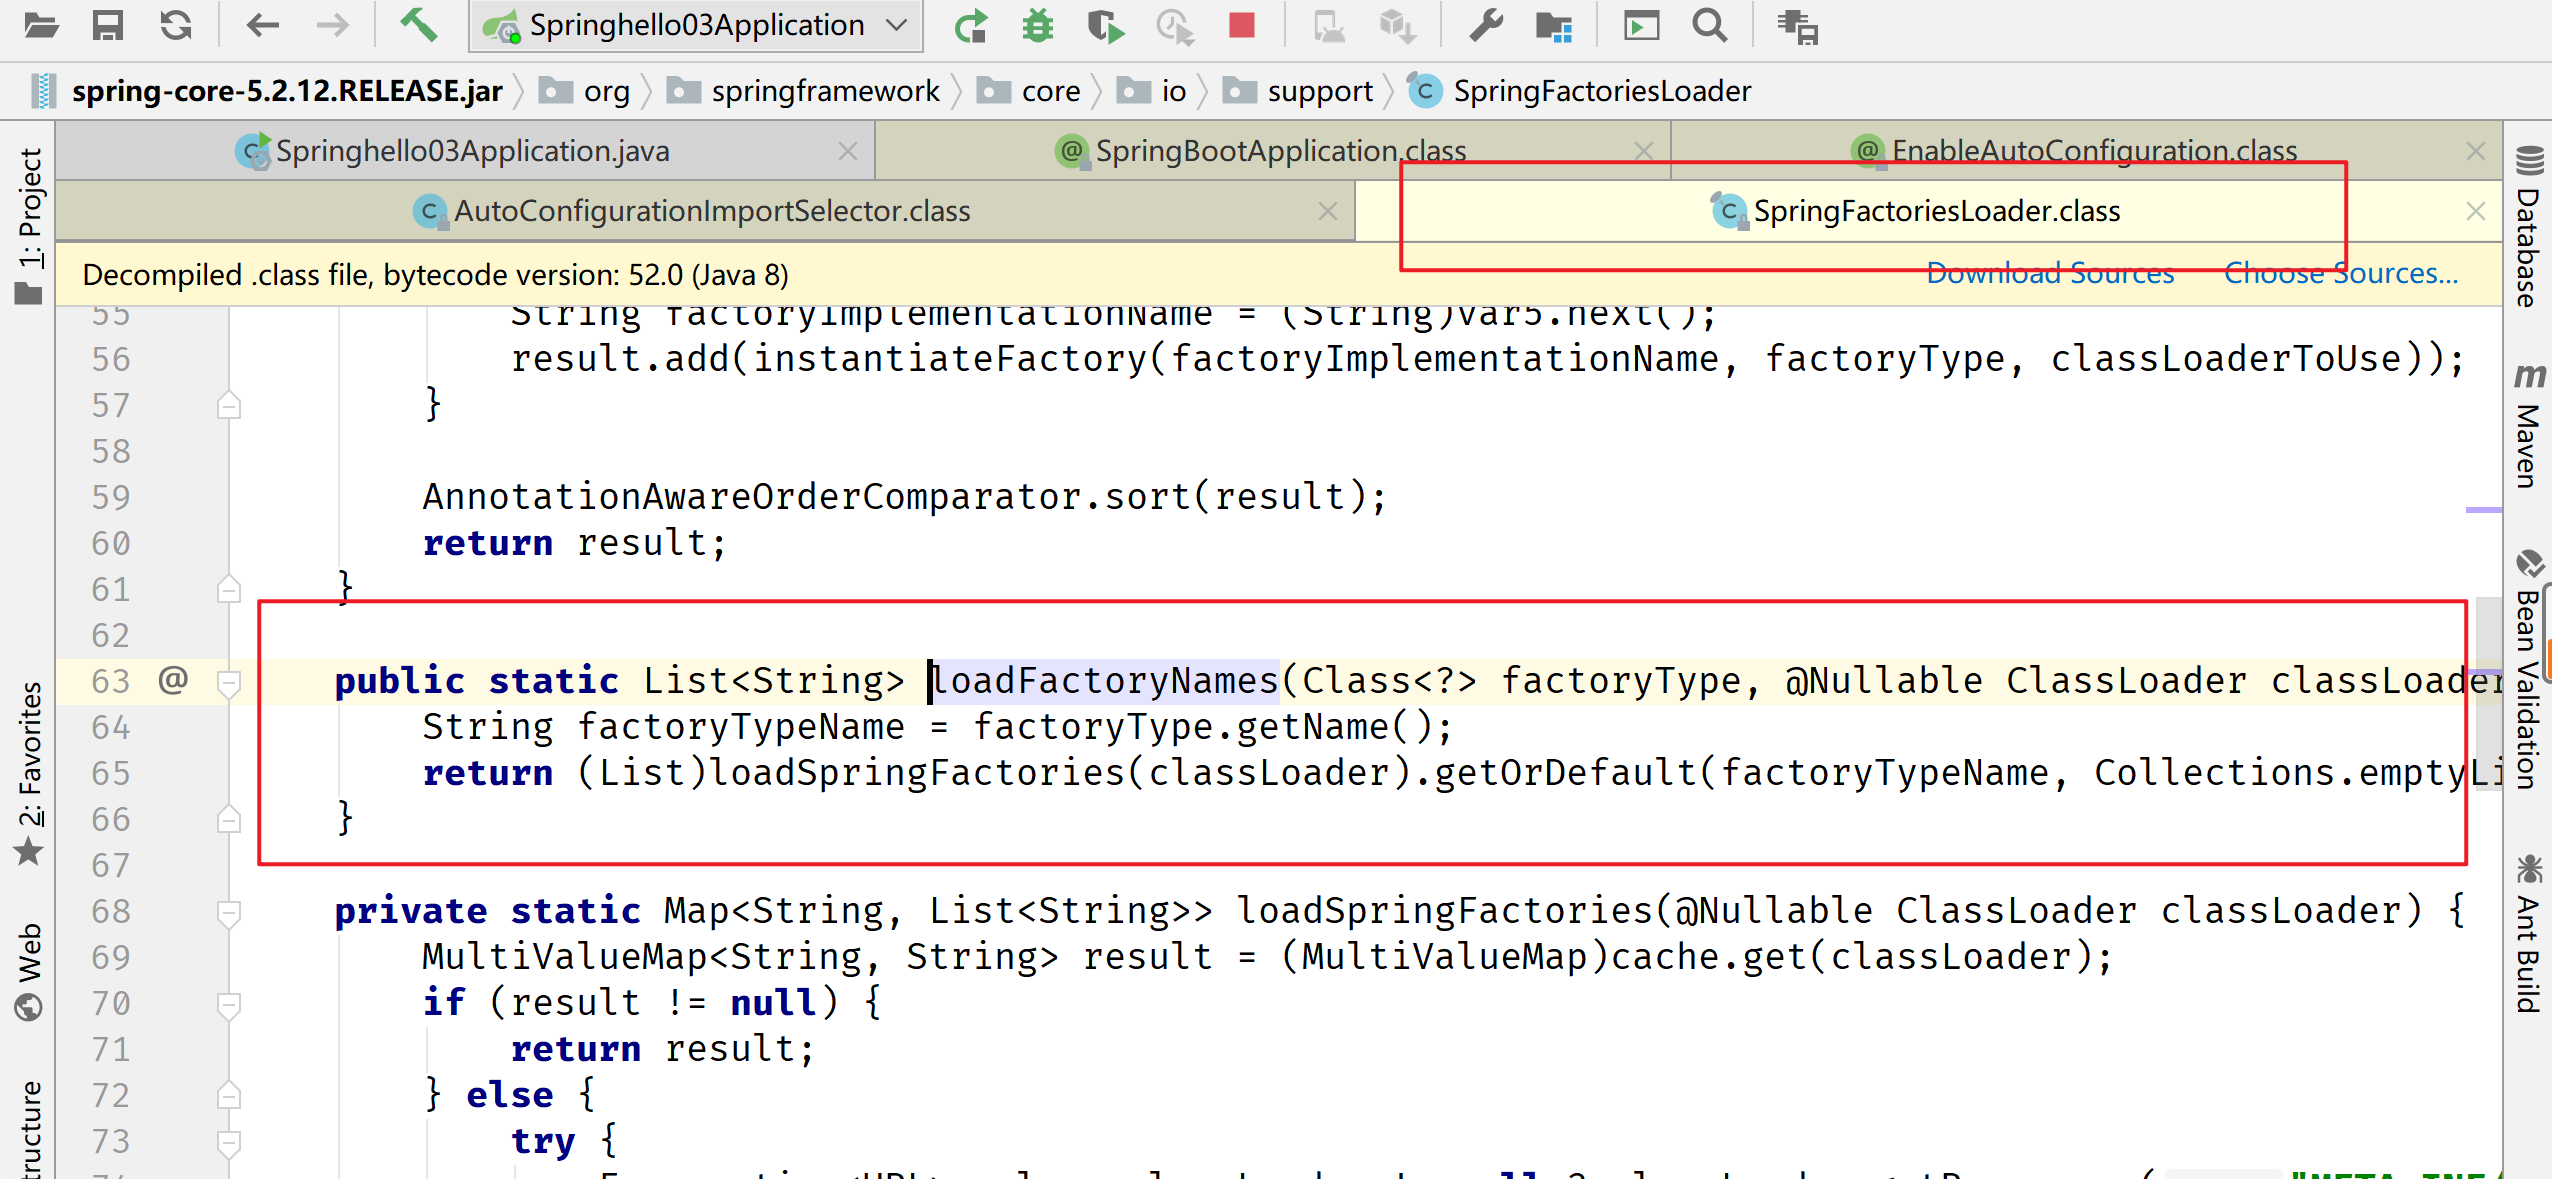 Springhello03Application
spring-core-5.2.12.RELEASE.jar org springframework core io support SpringFactoriesLoader
Springhello03Application.java SpringBootApplication.class EnableAutoConfiguration.class
AutoConfigurationImportSelector.class SpringFactoriesLoader.class
Decompiled .class file, bytecode version: 52.0 (Java 8) Download Sources Choose Sources...
1: Project
2: Favorites
Web
tructure
55 String factoryImplementationName = (String)var5.next();
56 result.add(instantiateFactory(factoryImplementationName, factoryType, classLoaderToUse));
57 }
58
59 AnnotationAwareOrderComparator.sort(result);
60 return result;
61 }
62
63 @ public static List<String> loadFactoryNames(Class<?> factoryType, @Nullable ClassLoader classLoader
64 String factoryTypeName = factoryType.getName();
65 return (List)loadSpringFactories(classLoader).getOrDefault(factoryTypeName, Collections.emptyLi
66 }
67
68 private static Map<String, List<String>> loadSpringFactories(@Nullable ClassLoader classLoader) {
69 MultiValueMap<String, String> result = (MultiValueMap)cache.get(classLoader);
70 if (result != null) {
71 return result;
72 } else {
73 try {
Database
Maven
Bean Validation
Ant Build